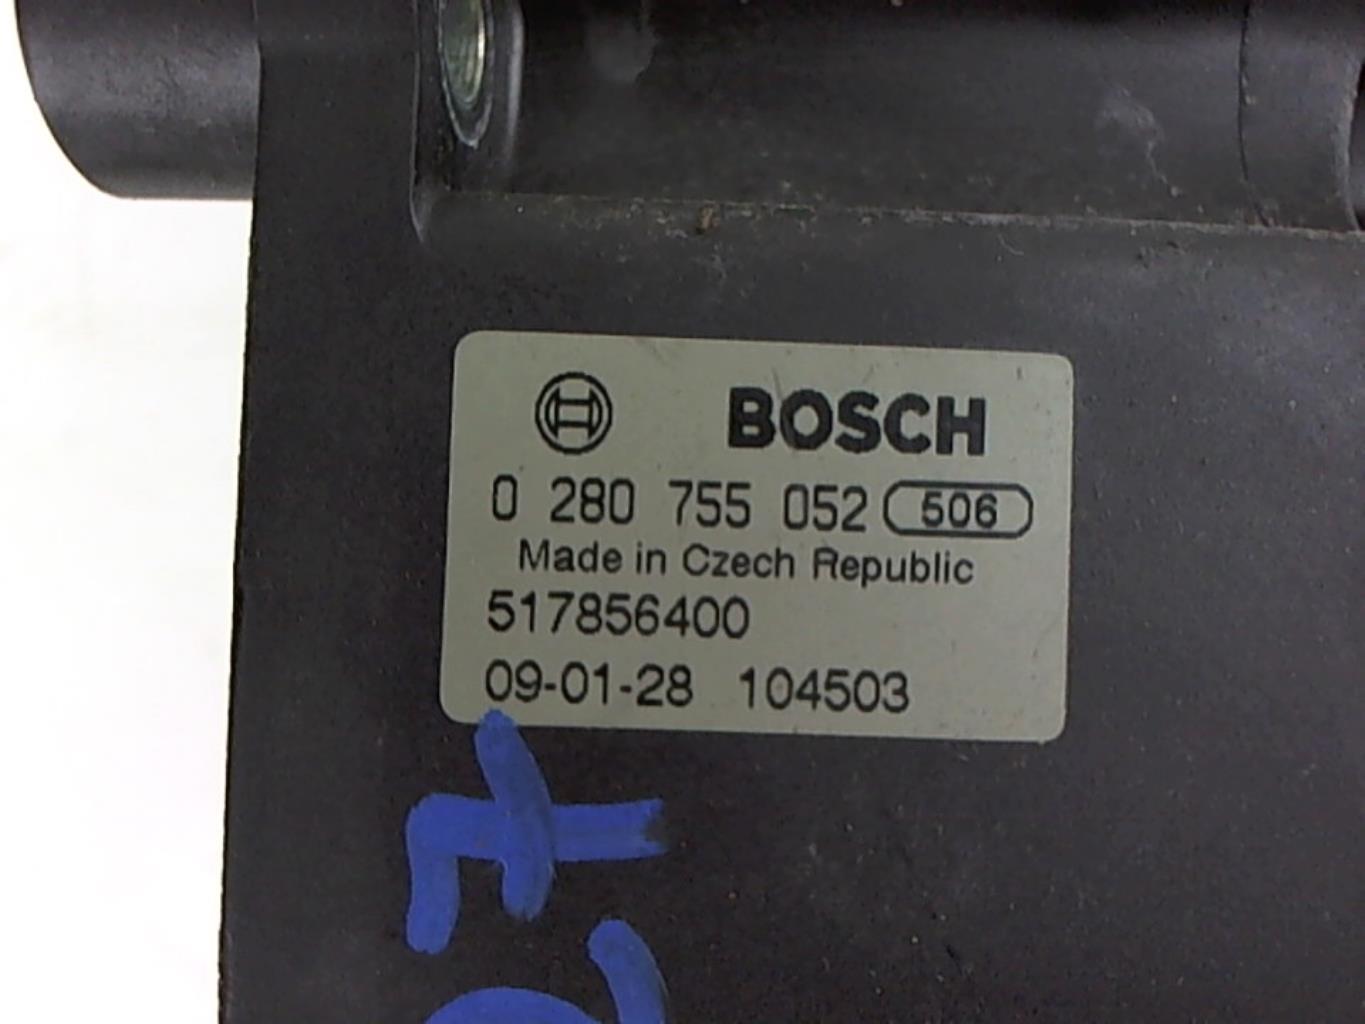 BOSCH
0 280 755 052 506
Made in Czech Republic
517856400
09-01-28 104503